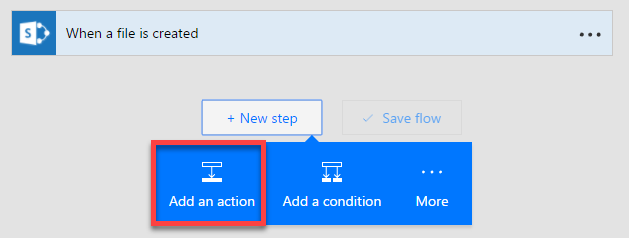 When a file is created
+ New step
Save flow
Add an action
Add a condition
More